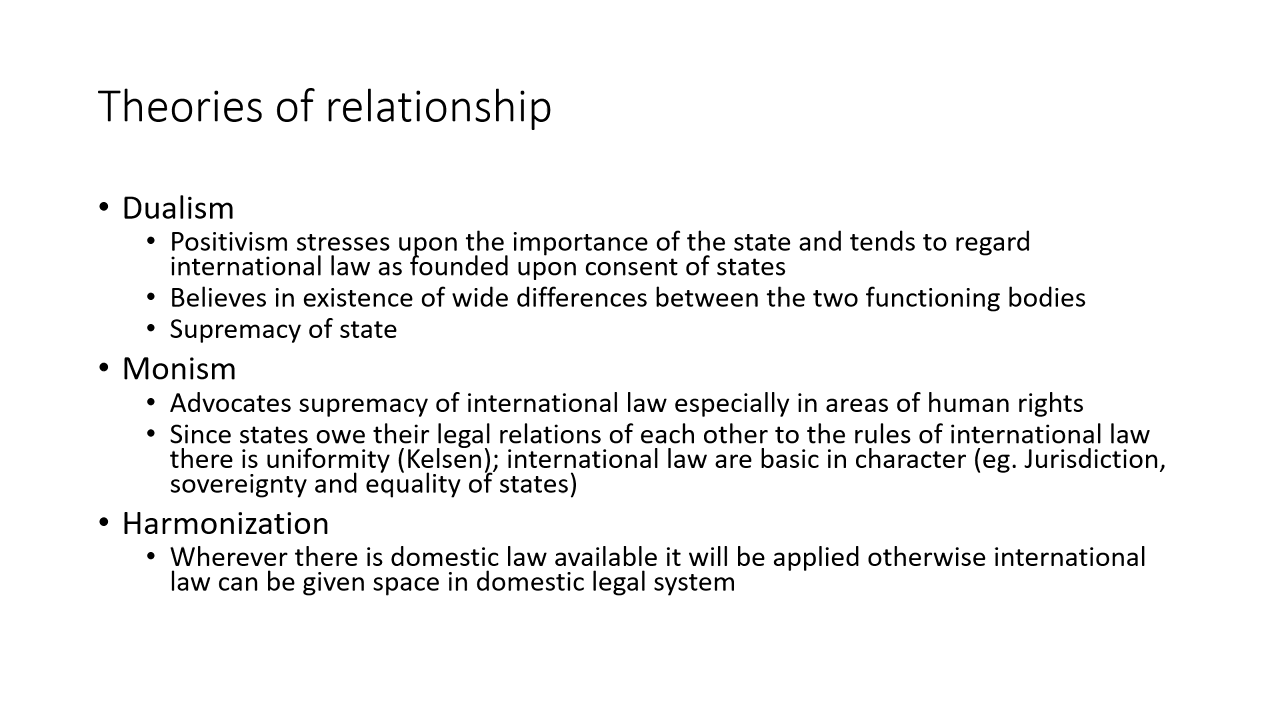 Theories of relationship
• Dualism
• Positivism stresses upon the importance of the state and tends to regard
international law as founded upon consent of states
• Believes in existence of wide differences between the two functioning bodies
• Supremacy of state
• Monism
• Advocates supremacy of international law especially in areas of human rights
• Since states owe their legal relations of each other to the rules of international law
there is uniformity (Kelsen); international law are basic in character (eg. Jurisdiction,
sovereignty and equality of states)
• Harmonization
• Wherever there is domestic law available it will be applied otherwise international
law can be given space in domestic legal system